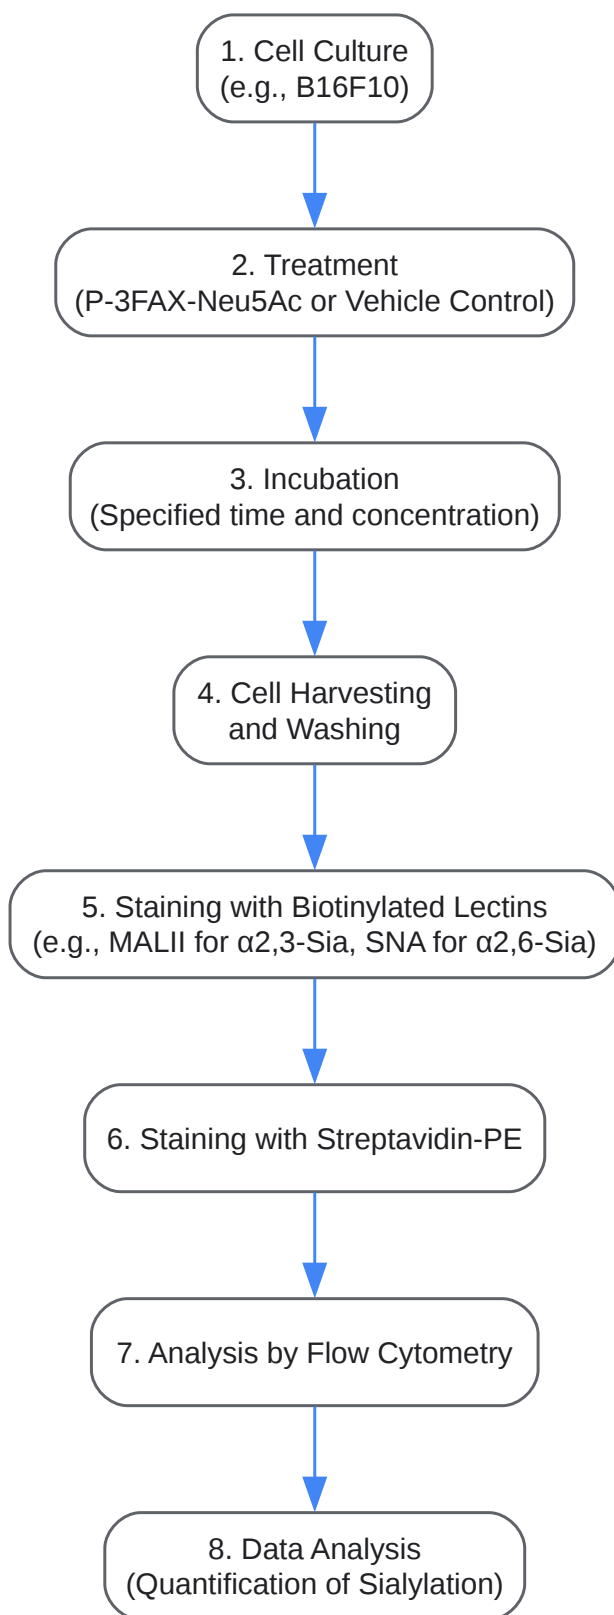 1. Cell Culture
(e.g., B16F10)
2. Treatment
(P-3FAX-Neu5Ac or Vehicle Control)
3. Incubation
(Specified time and concentration)
4. Cell Harvesting
and Washing
5. Staining with Biotinylated Lectins
(e.g., MALII for α2,3-Sia, SNA for α2,6-Sia)
6. Staining with Streptavidin-PE
7. Analysis by Flow Cytometry
8. Data Analysis
(Quantification of Sialylation)